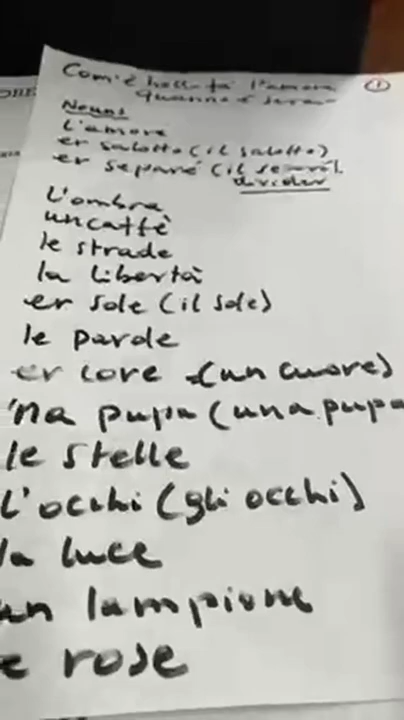 Com'è bello fa' l'amore ①
quanno è sera
Nouns
l'amore
er salotto (il salotto)
er separé (il
divider
l'ombra
un caffè
le strade
la libertà
er sole (il sole)
le parole
er core (un cuore)
'na pupa (una pupa
le stelle
l'occhi (gli occhi)
la luce
un lampione
e rose